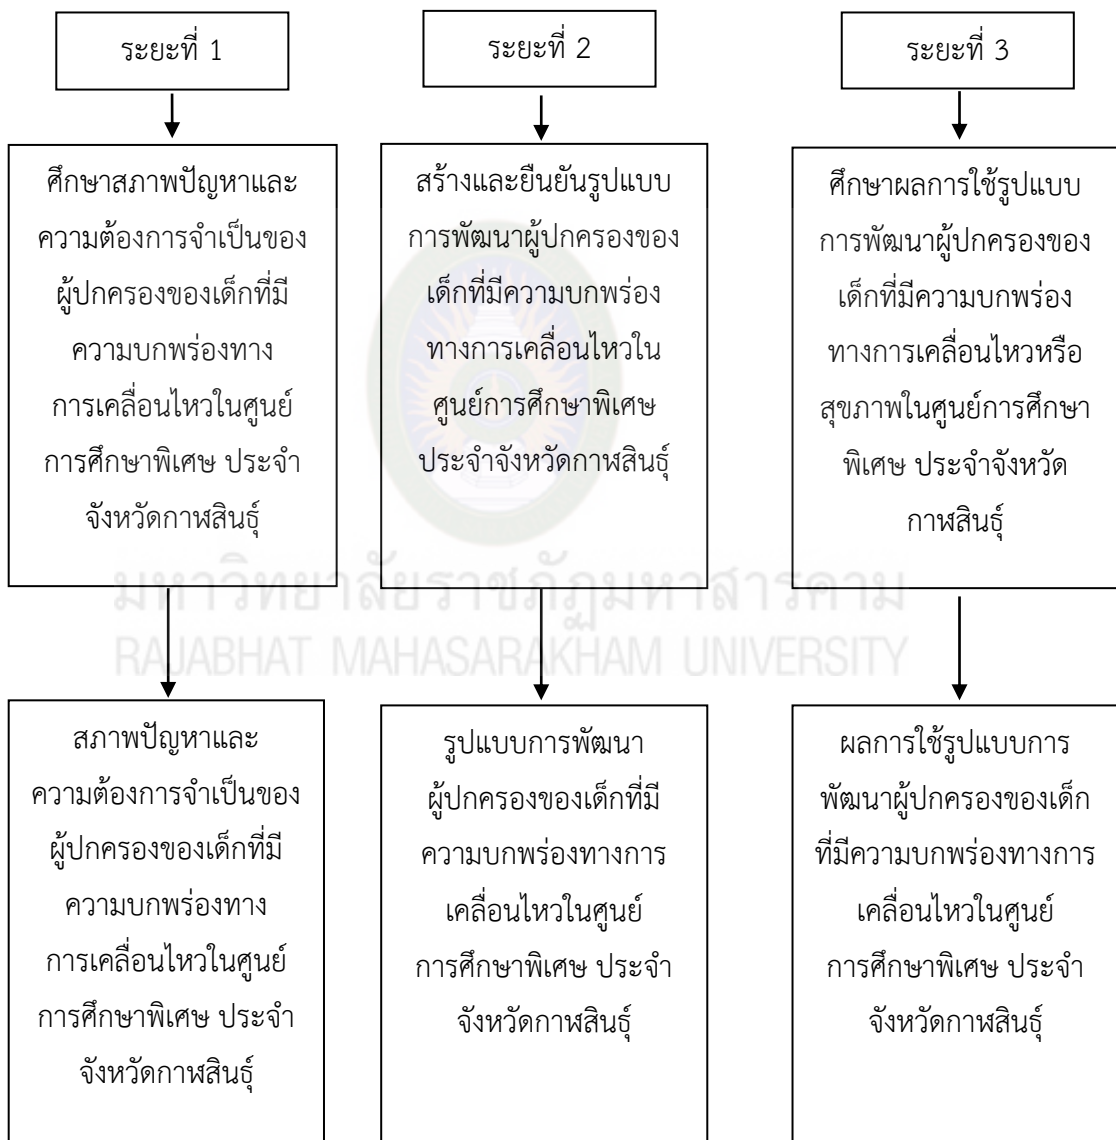 ระยะที่ 1
ระยะที่ 2
ระยะที่ 3
ศึกษาสภาพปัญหาและ
ความต้องการจำเป็นของ
ผู้ปกครองของเด็กที่มี
ความบกพร่องทาง
การเคลื่อนไหวในศูนย์
การศึกษาพิเศษ ประจำ
จังหวัดกาฬสินธุ์
สร้างและยืนยันรูปแบบ
การพัฒนาผู้ปกครองของ
เด็กที่มีความบกพร่อง
ทางการเคลื่อนไหวใน
ศูนย์การศึกษาพิเศษ
ประจำจังหวัดกาฬสินธุ์
ศึกษาผลการใช้รูปแบบ
การพัฒนาผู้ปกครองของ
เด็กที่มีความบกพร่อง
ทางการเคลื่อนไหวหรือ
สุขภาพในศูนย์การศึกษา
พิเศษ ประจำจังหวัด
กาฬสินธุ์
มหาวิทยาลัยราชภัฏมหาสารคาม
RAJABHAT MAHASARAKHAM UNIVERSITY
สภาพปัญหาและ
ความต้องการจำเป็นของ
ผู้ปกครองของเด็กที่มี
ความบกพร่องทาง
การเคลื่อนไหวในศูนย์
การศึกษาพิเศษ ประจำ
จังหวัดกาฬสินธุ์
รูปแบบการพัฒนา
ผู้ปกครองของเด็กที่มี
ความบกพร่องทางการ
เคลื่อนไหวในศูนย์
การศึกษาพิเศษ ประจำ
จังหวัดกาฬสินธุ์
ผลการใช้รูปแบบการ
พัฒนาผู้ปกครองของเด็ก
ที่มีความบกพร่องทางการ
เคลื่อนไหวในศูนย์
การศึกษาพิเศษ ประจำ
จังหวัดกาฬสินธุ์